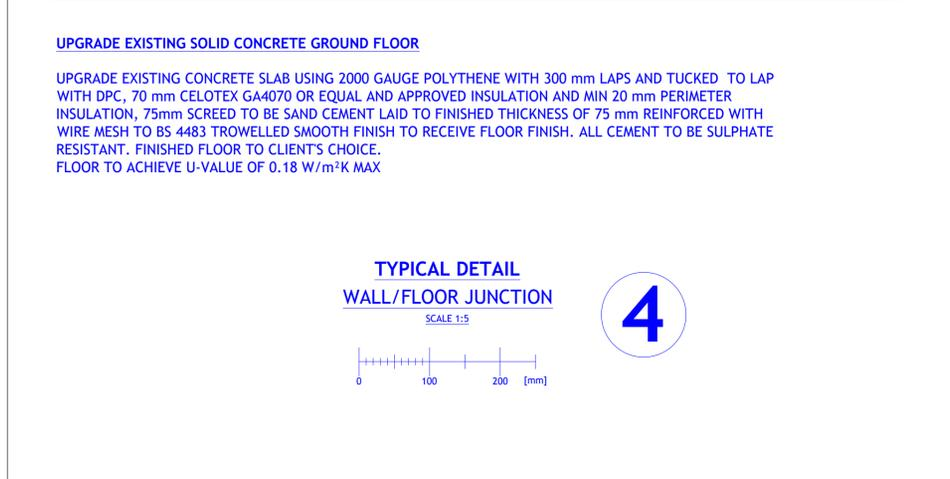 UPGRADE EXISTING SOLID CONCRETE GROUND FLOOR
UPGRADE EXISTING CONCRETE SLAB USING 2000 GAUGE POLYTHENE WITH 300 mm LAPS AND TUCKED TO LAP
WITH DPC, 70 mm CELOTEX GA4070 OR EQUAL AND APPROVED INSULATION AND MIN 20 mm PERIMETER
INSULATION, 75mm SCREED TO BE SAND CEMENT LAID TO FINISHED THICKNESS OF 75 mm REINFORCED WITH
WIRE MESH TO BS 4483 TROWELLED SMOOTH FINISH TO RECEIVE FLOOR FINISH. ALL CEMENT TO BE SULPHATE
RESISTANT. FINISHED FLOOR TO CLIENT'S CHOICE.
FLOOR TO ACHIEVE U-VALUE OF 0.18 W/m²K MAX
TYPICAL DETAIL
WALL/FLOOR JUNCTION
SCALE 1:5
4
0 100 200 [mm]